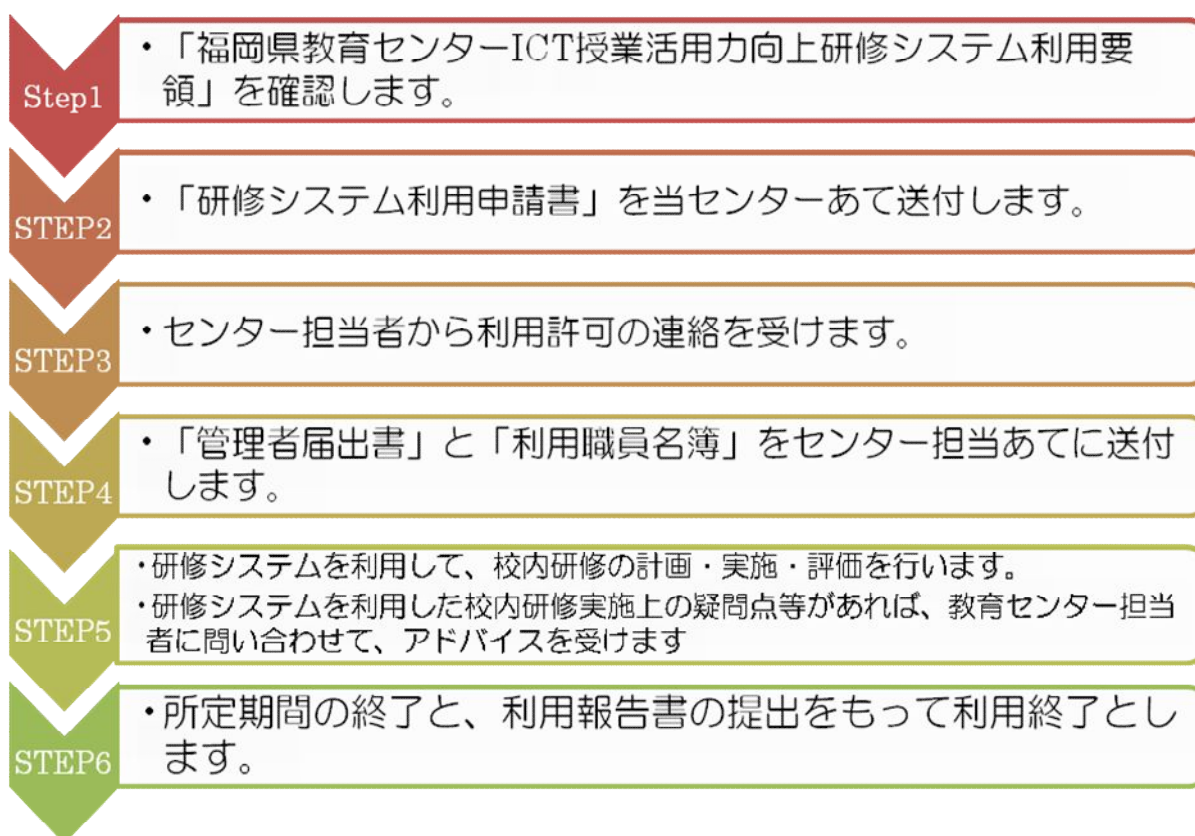 Step1
・「福岡県教育センターICT授業活用力向上研修システム利用要
領」を確認します。
STEP2
・「研修システム利用申請書」を当センターあて送付します。
STEP3
・センター担当者から利用許可の連絡を受けます。
STEP4
・「管理者届出書」と「利用職員名簿」をセンター担当あてに送付
します。
STEP5
・研修システムを利用して、校内研修の計画・実施・評価を行います。
・研修システムを利用した校内研修実施上の疑問点等があれば、教育センター担当
者に問い合わせて、アドバイスを受けます
STEP6
・所定期間の終了と、利用報告書の提出をもって利用終了とし
ます。